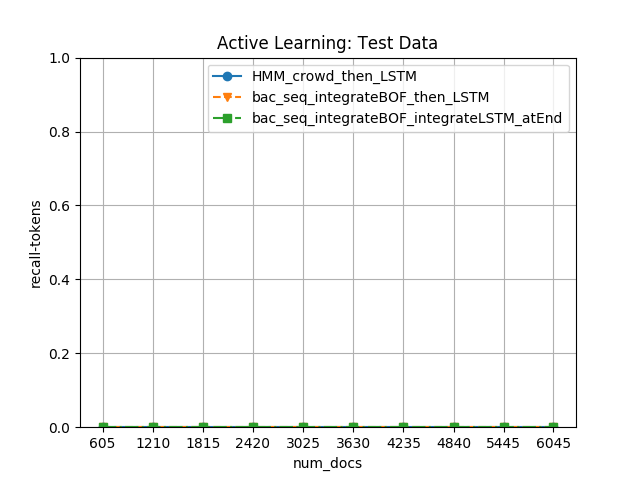 Active Learning: Test Data
HMM_crowd_then_LSTM
bac_seq_integrateBOF_then_LSTM
bac_seq_integrateBOF_integrateLSTM_atEnd
recall-tokens
1.0
0.8
0.6
0.4
0.2
0.0
605 1210 1815 2420 3025 3630 4235 4840 5445 6045
num_docs